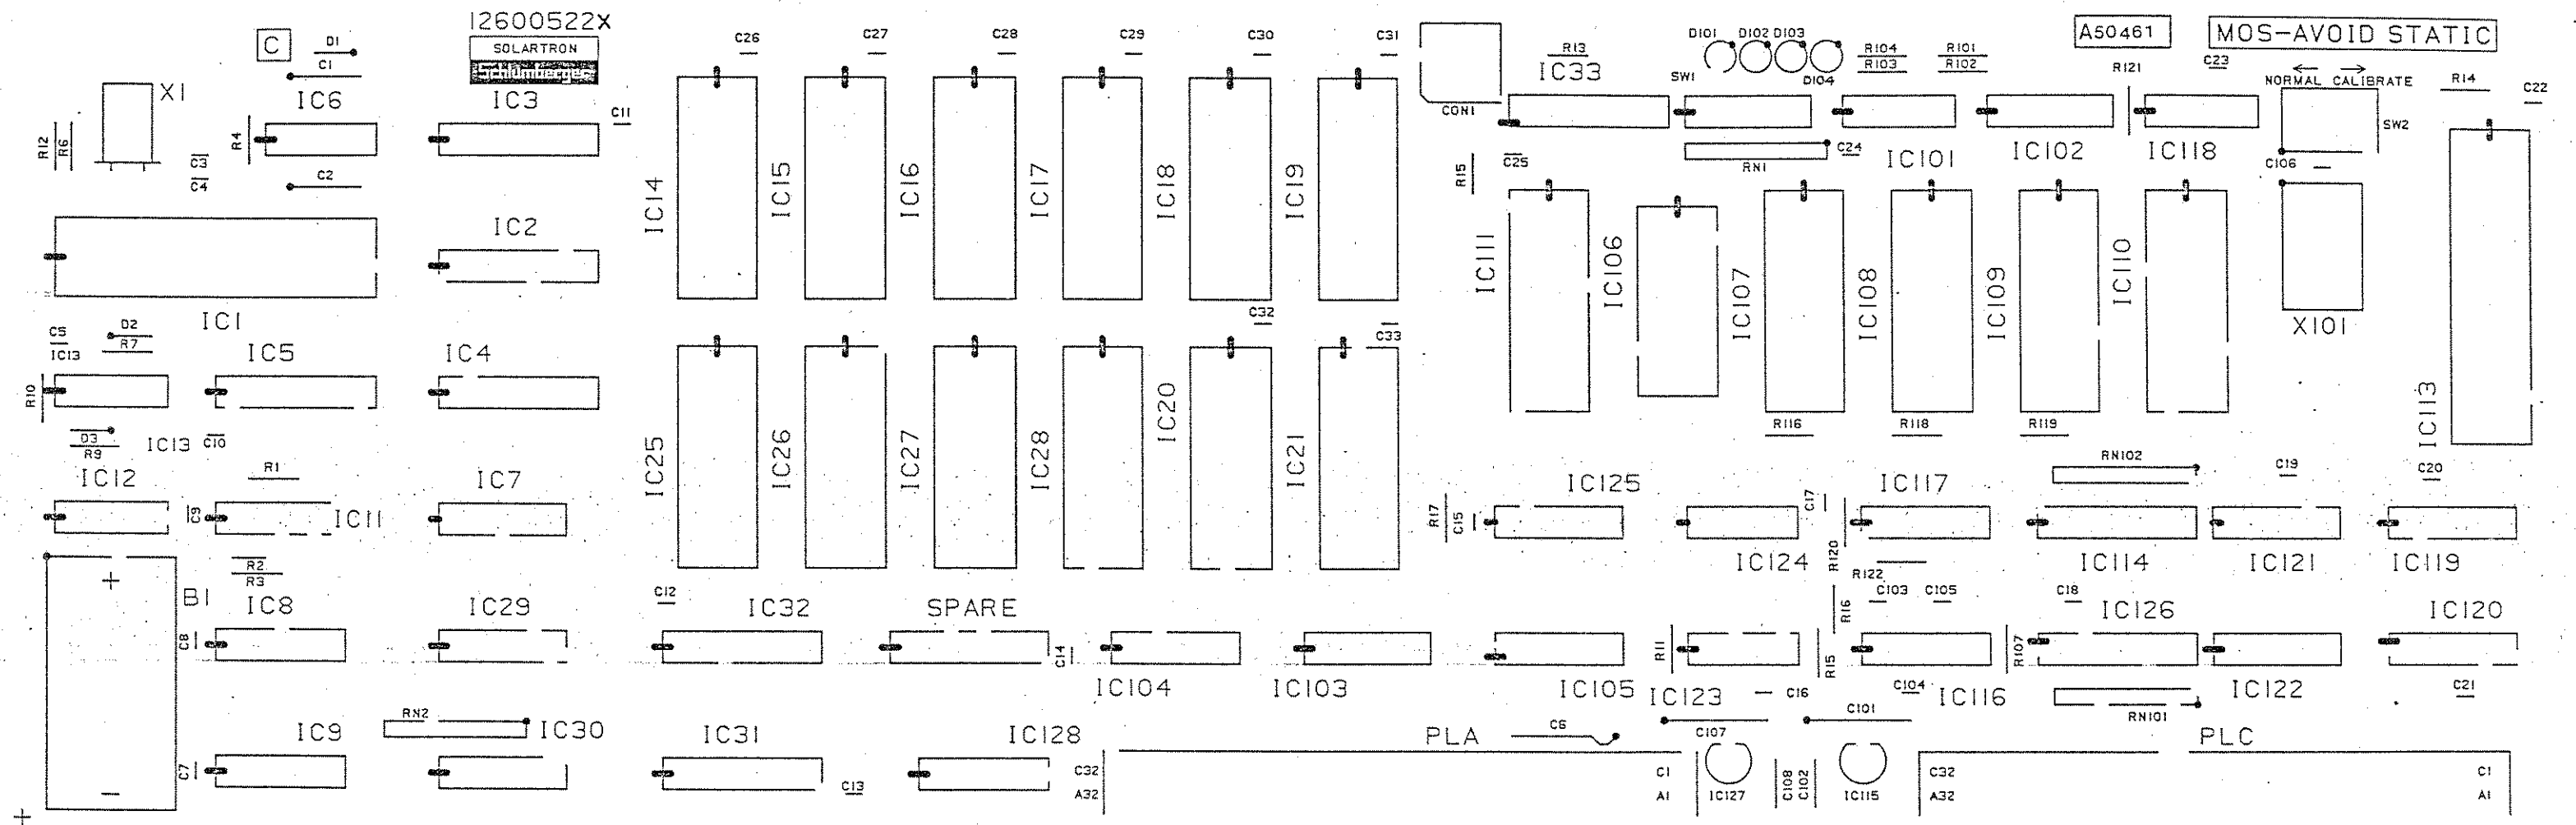 12600522X
C D1 SOLARTRON C26 C27 C28 C29 C30 C31 D101 D102 D103 A50461 MOS-AVOID STATIC
C1 Schlumberger R13 R104 R101 C23
X1 IC6 IC3 IC33 SW1 D104 R103 R102 R121 NORMAL CALIBRATE R14 C22
C11 CON1
R12 R6 R4 SW2
C3 C25 RN1 C24 IC101 IC102 IC118 C106
C4 C2 R15
IC14 IC15 IC16 IC17 IC18 IC19
IC2 IC111 IC106 IC107 IC108 IC109 IC110
IC1 C32 X101
C5 D2 C33
IC13 R7 IC5 IC4
R10 IC20 IC113
D3 IC13 C10 R116 R118 R119
R9 IC25 IC26 IC27 IC28 IC21
R1 RN102 C19 C20
IC12 IC7 IC125 IC117
C9 IC11 R17 C15 C17
R2 IC124 R120 IC114 IC121 IC119
R3 R122
B1 IC8 IC29 C12 IC32 SPARE C103 C105 C18 IC126 IC120
+ R16
C8 C14 R11 R15 R107
IC104 IC103 IC105 IC123 C16 C104 IC116 IC122 C21
RN2 C101 RN101
IC9 IC30 IC31 IC128 PLA C6 C107 PLC
C7 C32 C1 C32 C1
− C13 A32 A1 IC127 C108 C102 IC115 A32 A1
+